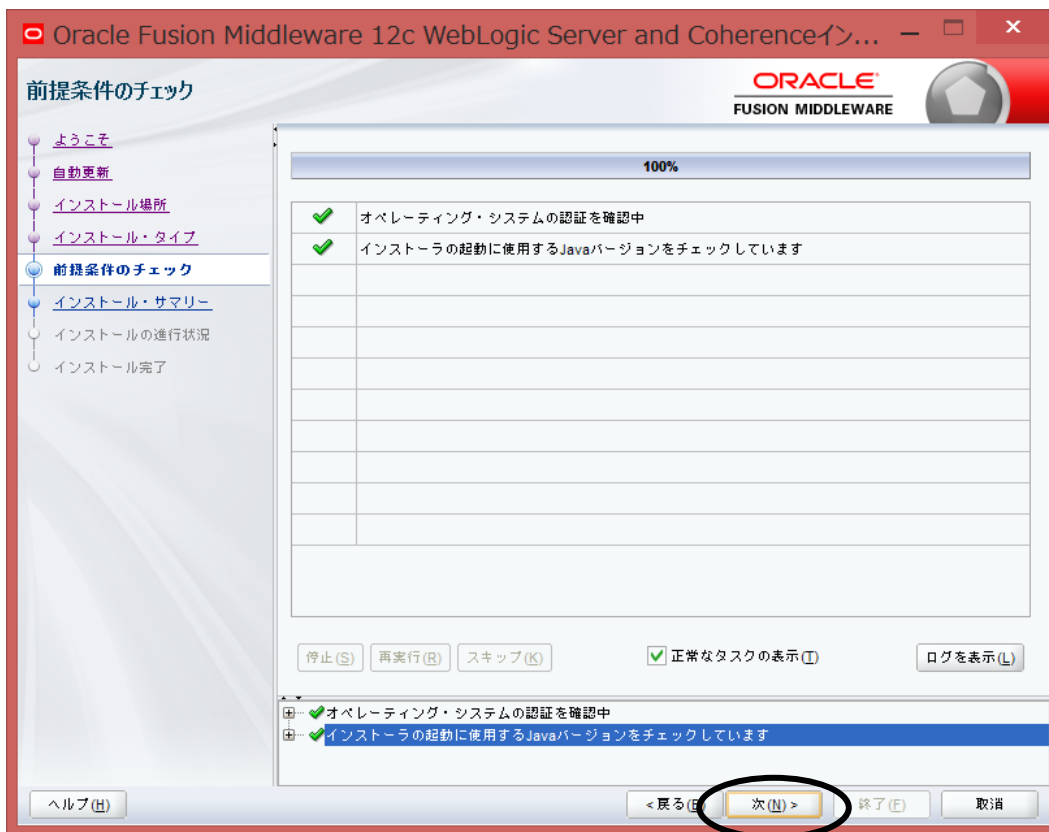 Oracle Fusion Middleware 12c WebLogic Server and Coherenceイン...
前提条件のチェック
ORACLE
FUSION MIDDLEWARE
ようこそ
自動更新
インストール場所
インストール・タイプ
前提条件のチェック
インストール・サマリー
インストールの進行状況
インストール完了
100%
オペレーティング・システムの認証を確認中
インストーラの起動に使用するJavaバージョンをチェックしています
停止(S)
再実行(R)
スキップ(K)
正常なタスクの表示(T)
ログを表示(L)
オペレーティング・システムの認証を確認中
インストーラの起動に使用するJavaバージョンをチェックしています
ヘルプ(H)
<戻る(B)
次(N)>
終了(F)
取消